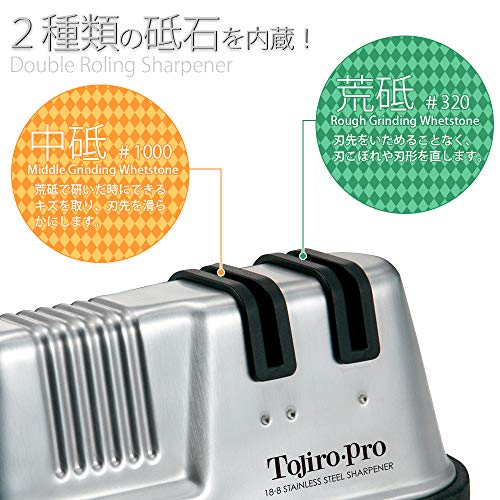 ２種類の砥石を内蔵！
Double Roling Sharpener
中砥 #1000
Middle Grinding Whetstone
荒砥で研いだ時にできる
キズを取り、刃先を滑ら
かにします。
荒砥 #320
Rough Grinding Whetstone
刃先をいためることなく、
刃こぼれや刃形を直します。
Tojiro·pro
18-8 STAINLESS STEEL SHARPENER